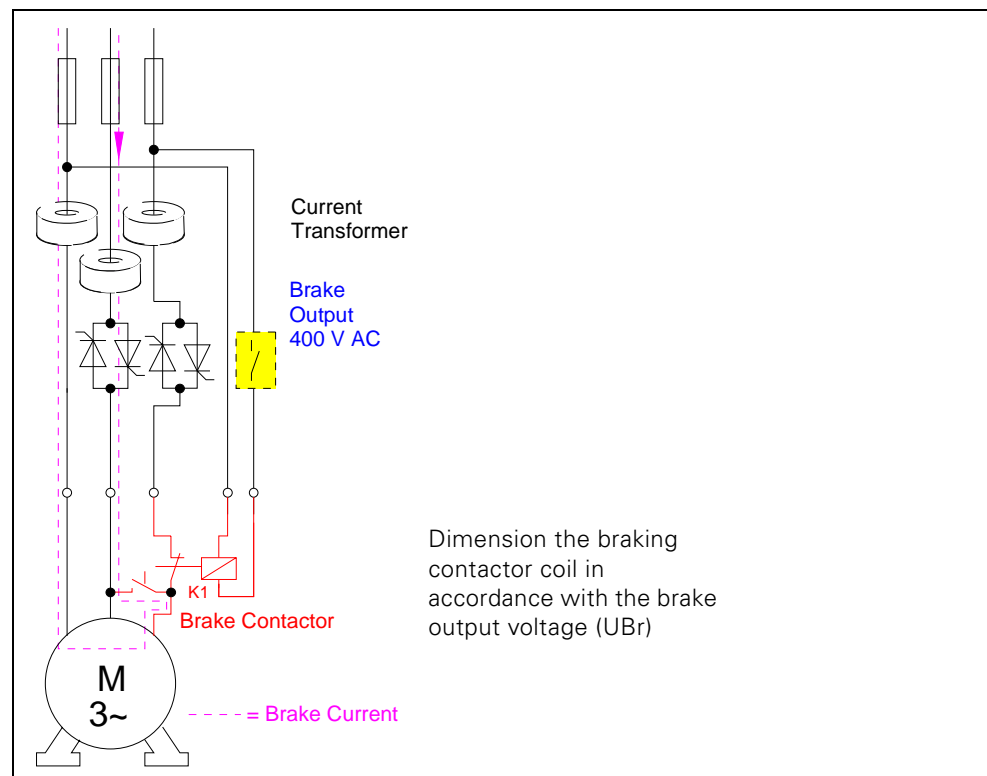 Current
Transformer
Brake
Output
400 V AC
Dimension the braking
contactor coil in
accordance with the brake
output voltage (UBr)
K1
Brake Contactor
M
3~
= Brake Current